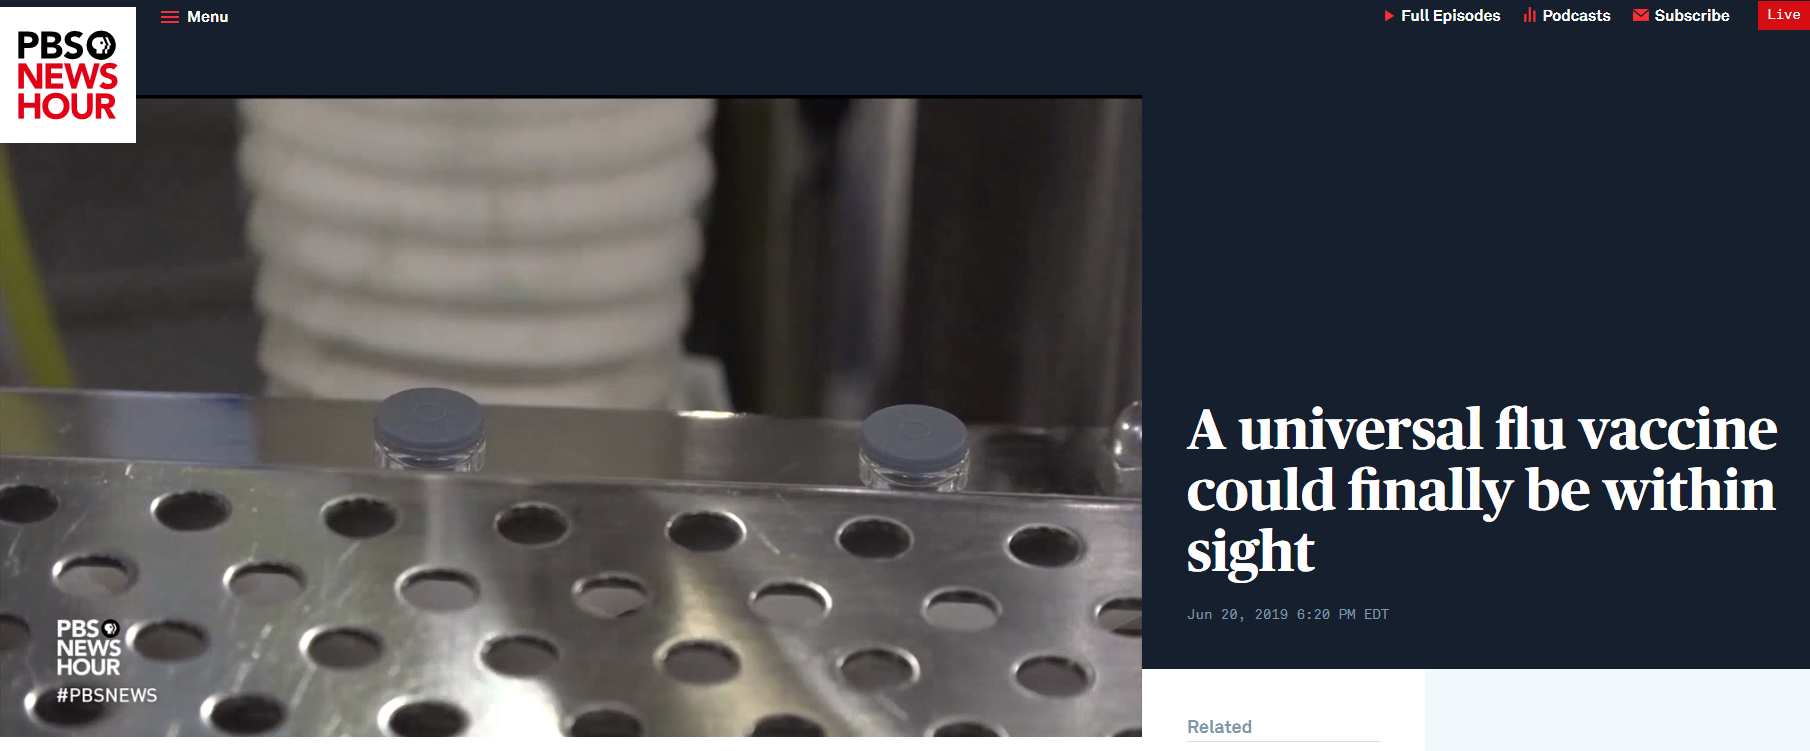 PBS
NEWS
HOUR
Menu
Full Episodes
Podcasts
Subscribe
Live
A universal flu vaccine
could finally be within
sight
Jun 20, 2019 6:20 PM EDT
PBS
NEWS
HOUR
#PBSNEWS
Related